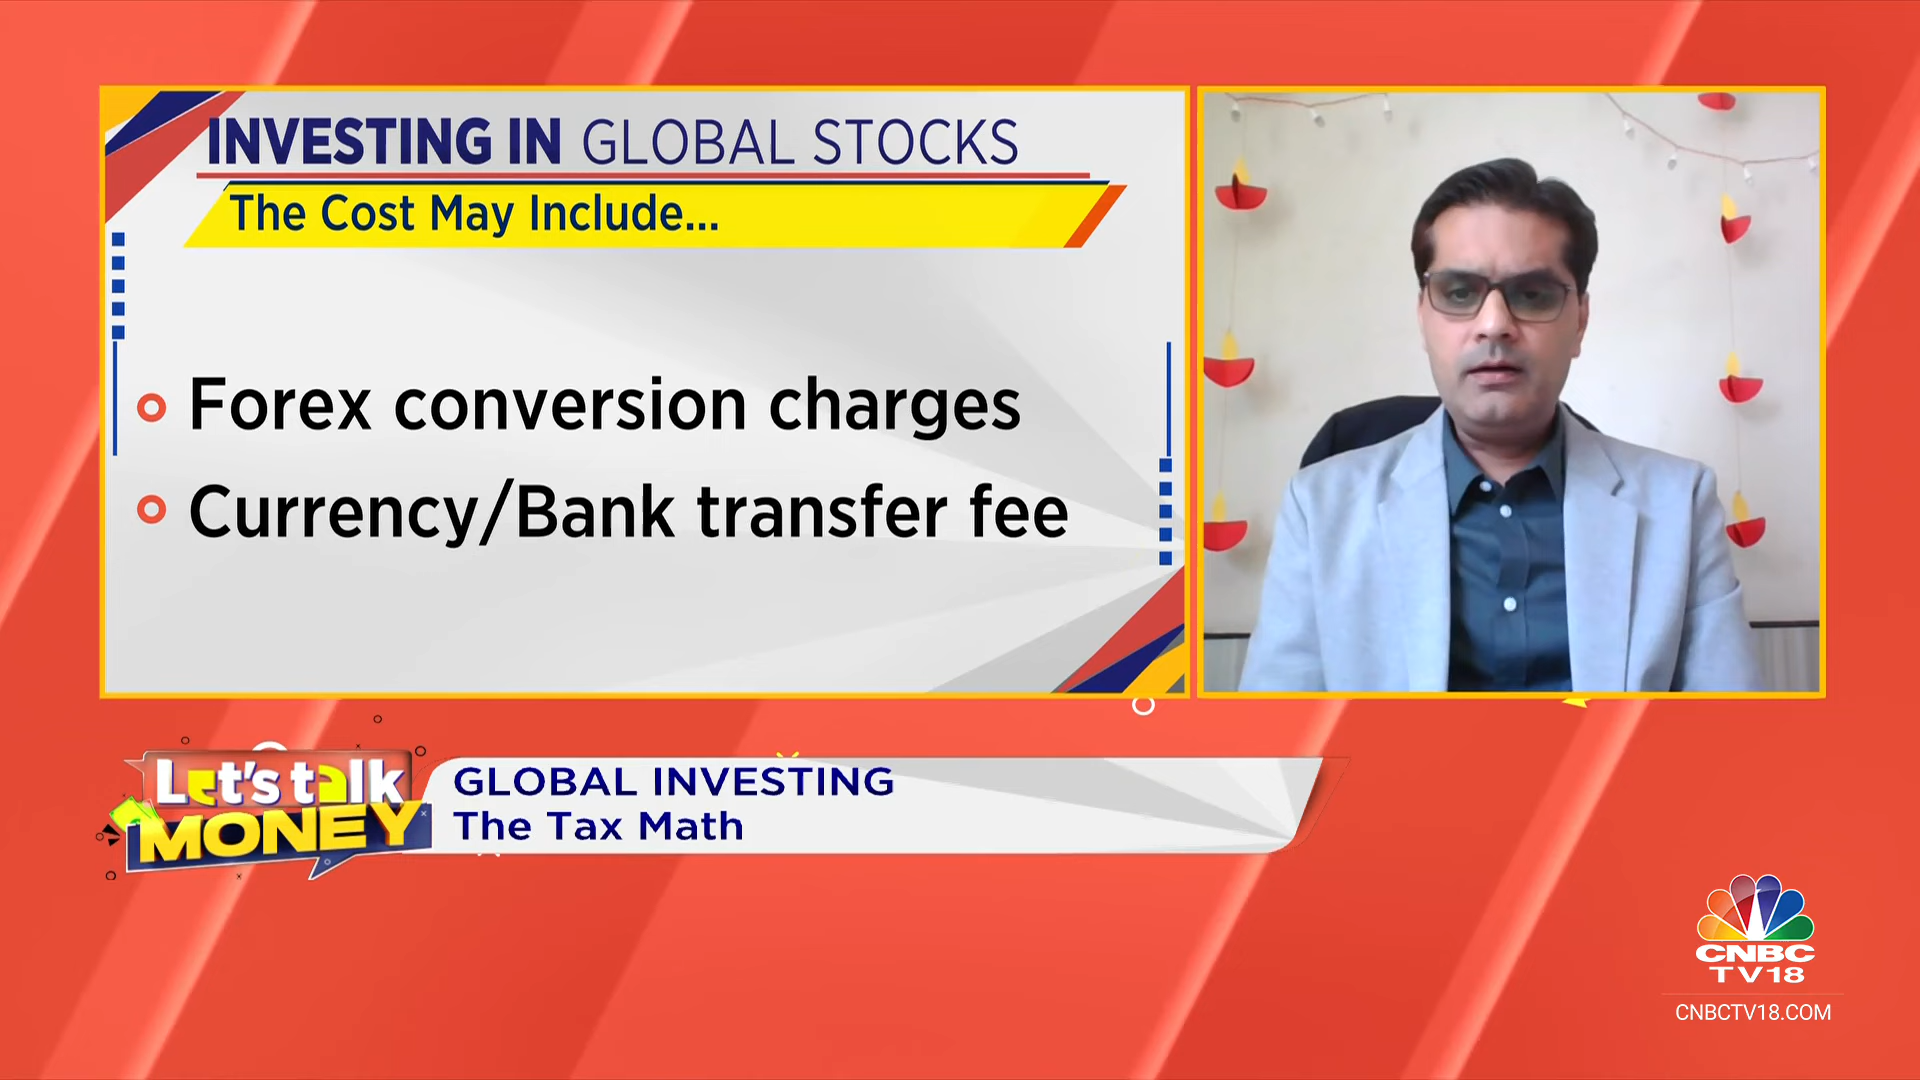 INVESTING IN GLOBAL STOCKS
The Cost May Include...
Forex conversion charges
Currency/Bank transfer fee
Let's talk
MONEY
GLOBAL INVESTING
The Tax Math
CNBC
TV18
CNBCTV18.COM